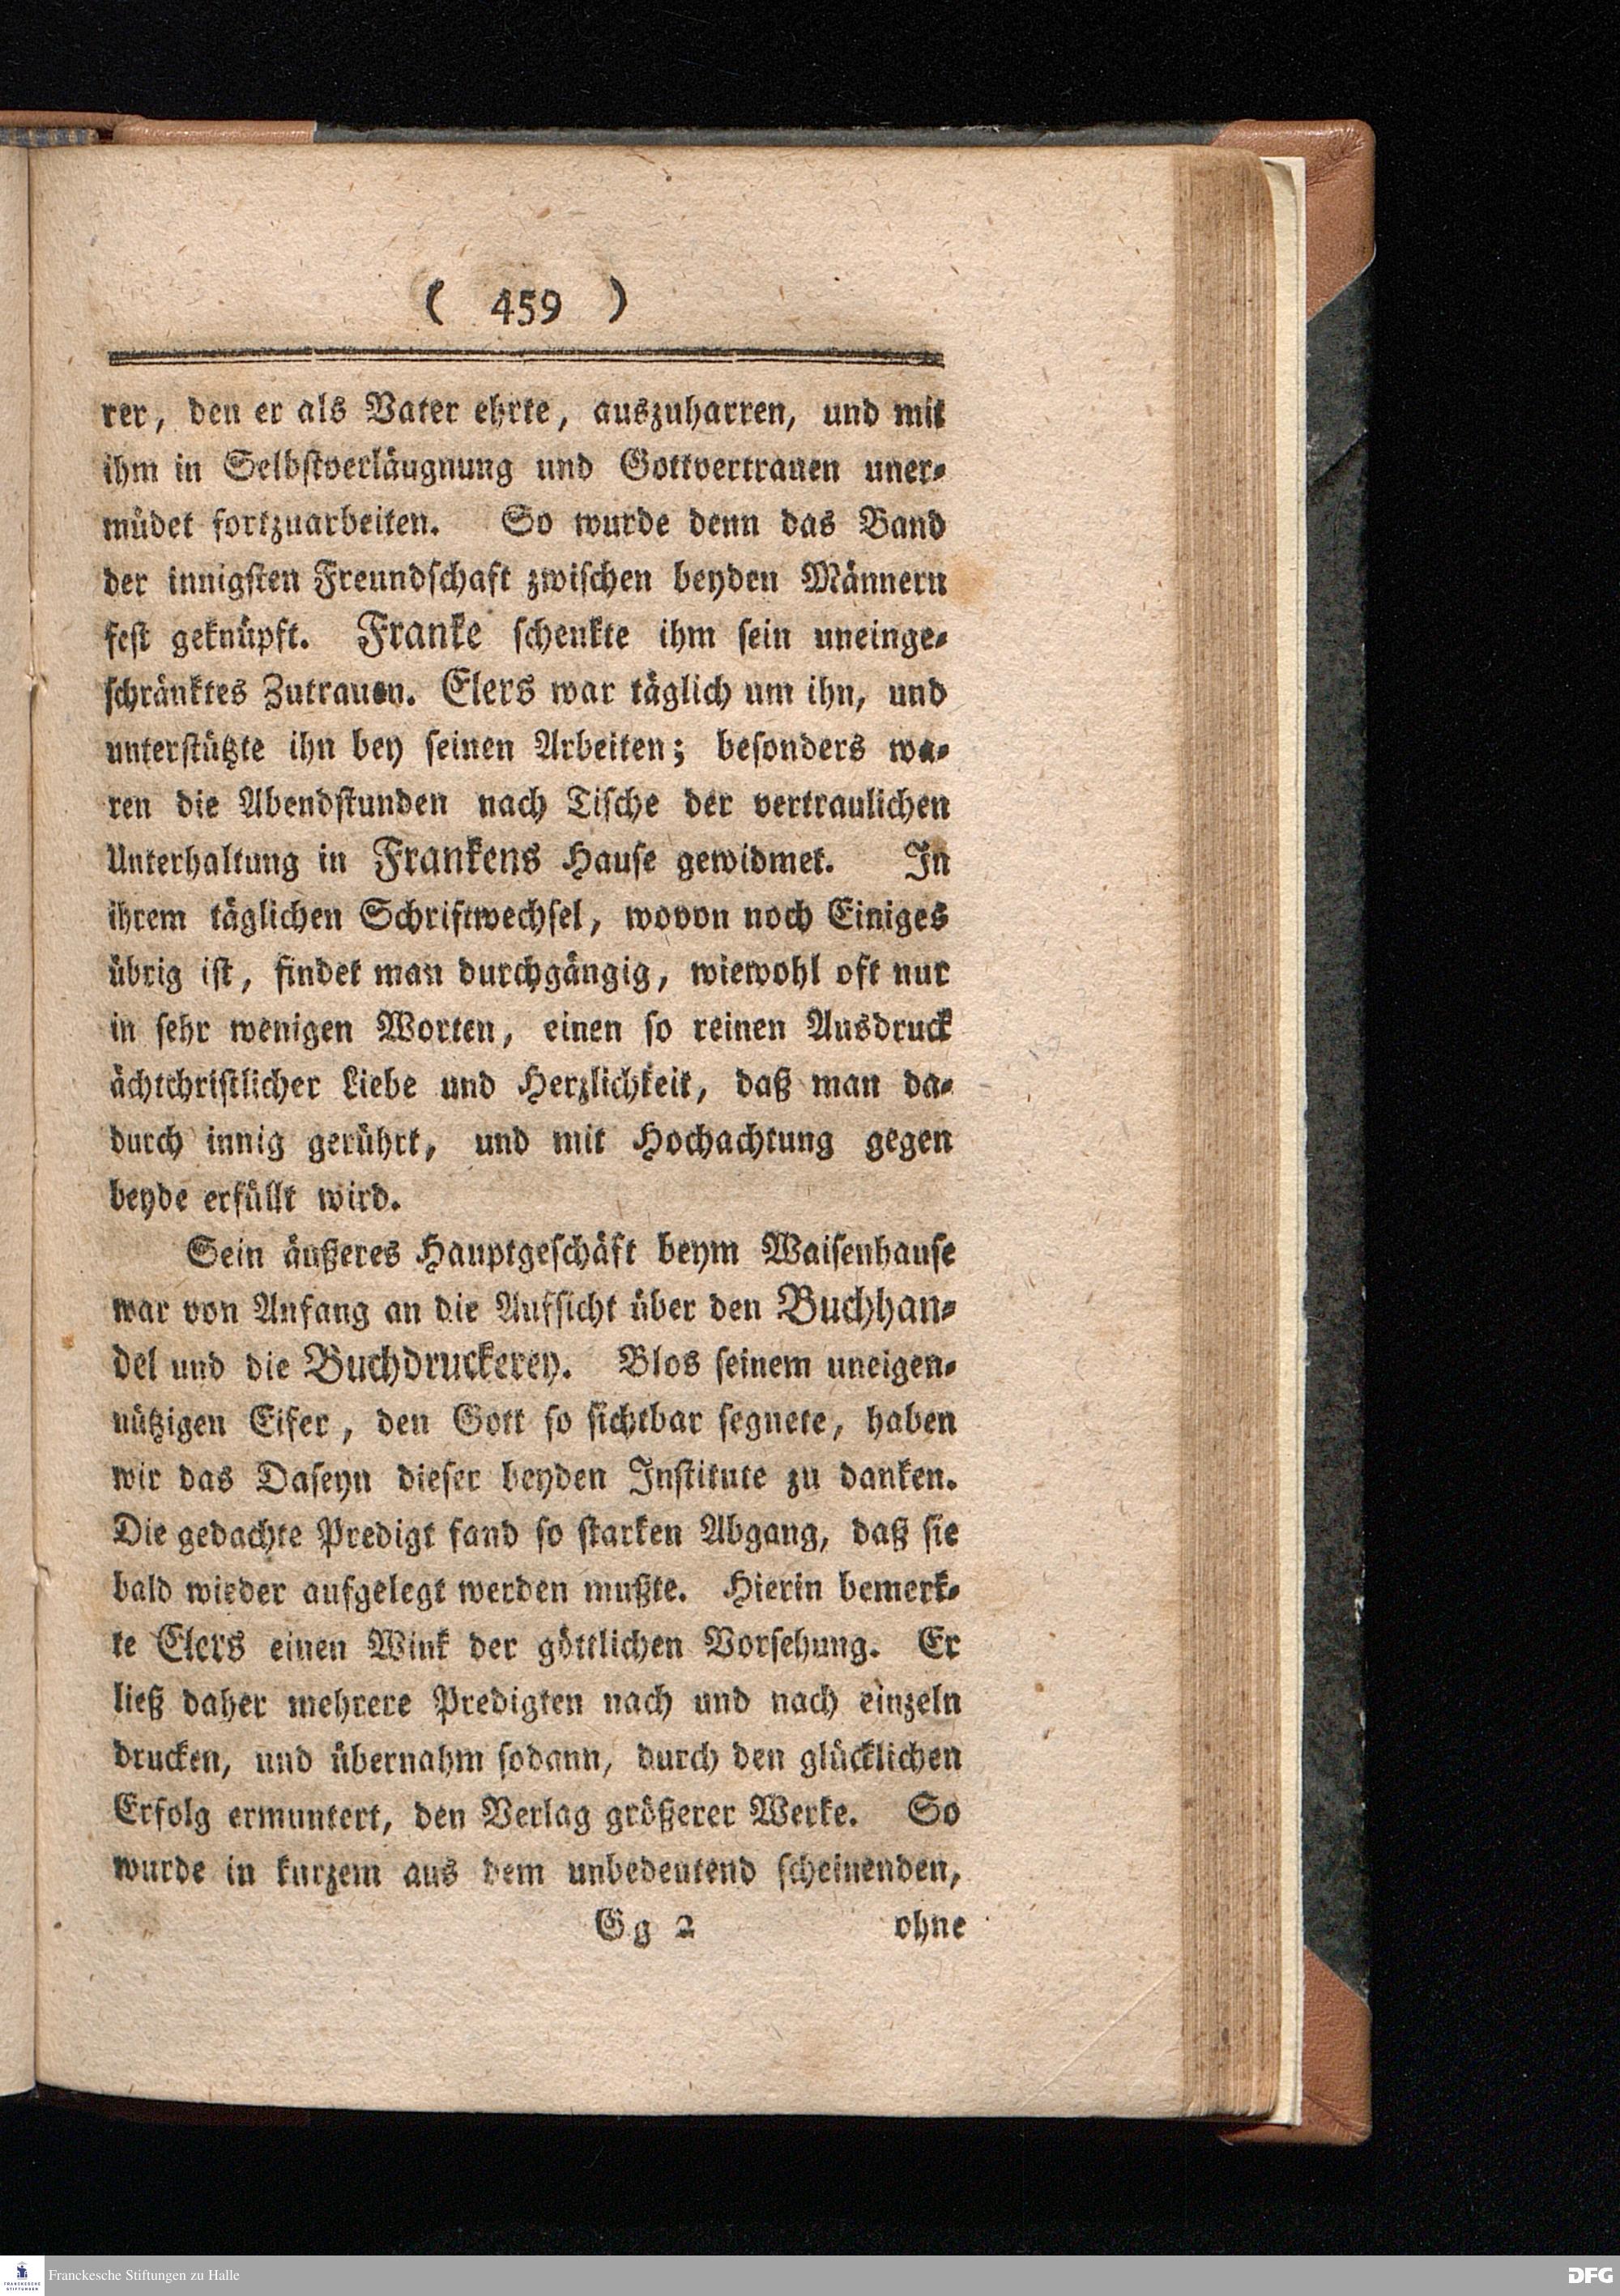 ( 459 )
rer, den er als Vater ehrte, auszuharren, und mit
ihm in Selbstverläugnung und Gottvertrauen uner-
müdet fortzuarbeiten. So wurde denn das Band
der innigsten Freundschaft zwischen beyden Männern
fest geknüpft. Franke schenkte ihm sein uneinge-
schränktes Zutrauen. Elers war täglich um ihn, und
unterstützte ihn bey seinen Arbeiten; besonders wa-
ren die Abendstunden nach Tische der vertraulichen
Unterhaltung in Frankens Hause gewidmet. In
ihrem täglichen Schriftwechsel, wovon noch Einiges
übrig ist, findet man durchgängig, wiewohl oft nur
in sehr wenigen Worten, einen so reinen Ausdruck
ächtchristlicher Liebe und Herzlichkeit, daß man da-
durch innig gerührt, und mit Hochachtung gegen
beyde erfüllt wird.
Sein äußeres Hauptgeschäft beym Waisenhause
war von Anfang an die Aufsicht über den Buchhan-
del und die Buchdruckerey. Blos seinem uneigen-
nützigen Eifer, den Gott so sichtbar segnete, haben
wir das Daseyn dieser beyden Institute zu danken.
Die gedachte Predigt fand so starken Abgang, daß sie
bald wieder aufgelegt werden mußte. Hierin bemerk-
te Elers einen Wink der göttlichen Vorsehung. Er
ließ daher mehrere Predigten nach und nach einzeln
drucken, und übernahm sodann, durch den glücklichen
Erfolg ermuntert, den Verlag größerer Werke. So
wurde in kurzem aus dem unbedeutend scheinenden,
Gg 2 ohne
FRANCKESCHE STIFTUNGEN
Franckesche Stiftungen zu Halle
DFG